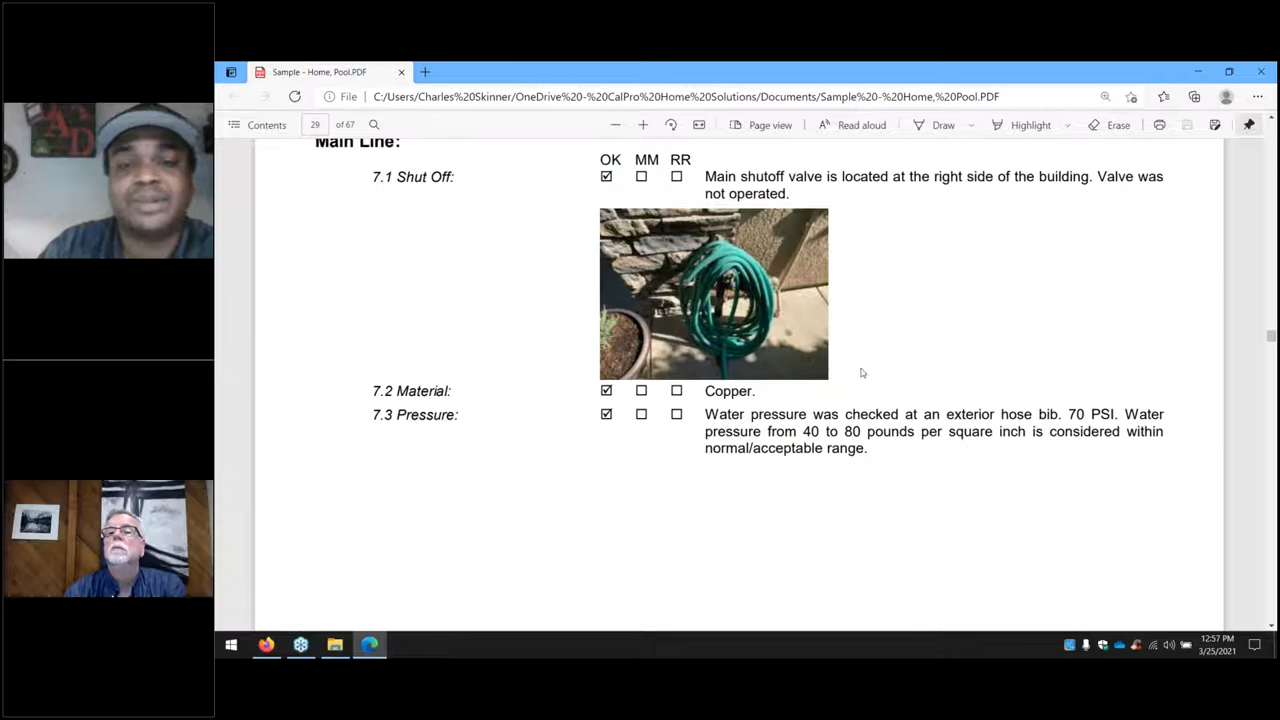 Sample - Home, Pool.PDF
File C:/Users/Charles%20Skinner/OneDrive%20-%20CalPro%20Home%20Solutions/Documents/Sample%20-%20Home,%20Pool.PDF
Contents 29 of 67 Page view Read aloud Draw Highlight Erase
Main Line:
OK MM RR
7.1 Shut Off: Main shutoff valve is located at the right side of the building. Valve was
not operated.
7.2 Material: Copper.
7.3 Pressure: Water pressure was checked at an exterior hose bib. 70 PSI. Water
pressure from 40 to 80 pounds per square inch is considered within
normal/acceptable range.
12:57 PM
3/25/2021